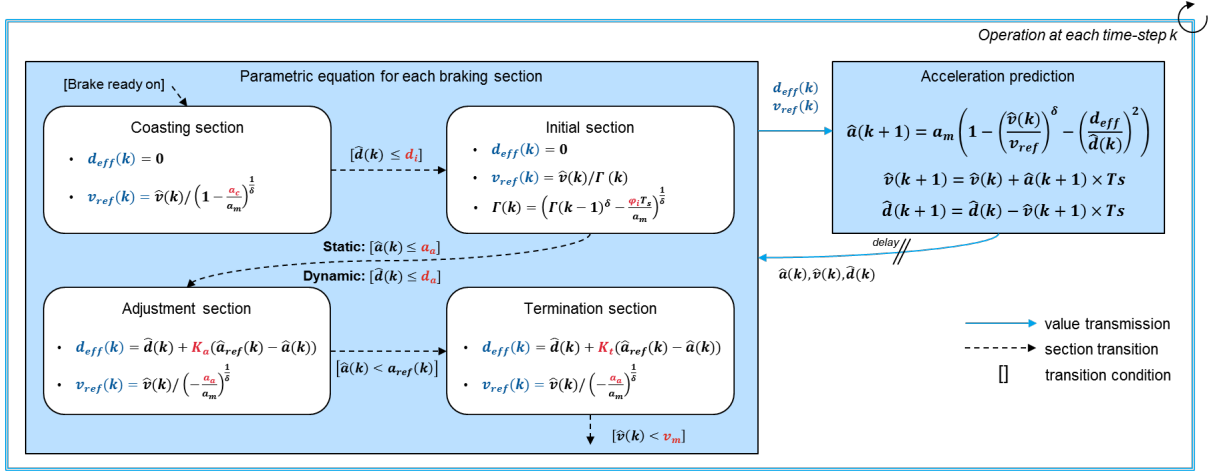 Operation at each time-step k
Parametric equation for each braking section
[Brake ready on]
Coasting section
• d_eff(k) = 0
• v_ref(k) = v̂(k)/(1 − a_c/a_m)^(1/δ)
[d̂(k) ≤ d_i]
Initial section
• d_eff(k) = 0
• v_ref(k) = v̂(k)/Γ(k)
• Γ(k) = (Γ(k − 1)^δ − φ_i T_s/a_m)^(1/δ)
Static: [â(k) ≤ a_a]
Dynamic: [d̂(k) ≤ d_a]
Adjustment section
• d_eff(k) = d̂(k) + K_a(â_ref(k) − â(k))
• v_ref(k) = v̂(k)/(−a_a/a_m)^(1/δ)
[â(k) < a_ref(k)]
Termination section
• d_eff(k) = d̂(k) + K_t(â_ref(k) − â(k))
• v_ref(k) = v̂(k)/(−a_a/a_m)^(1/δ)
[v̂(k) < v_m]
d_eff(k)
v_ref(k)
Acceleration prediction
â(k + 1) = a_m(1 − (v̂(k)/v_ref)^δ − (d_eff/d̂(k))^2)
v̂(k + 1) = v̂(k) + â(k + 1) × Ts
d̂(k + 1) = d̂(k) − v̂(k + 1) × Ts
delay
â(k), v̂(k), d̂(k)
value transmission
section transition
[] transition condition